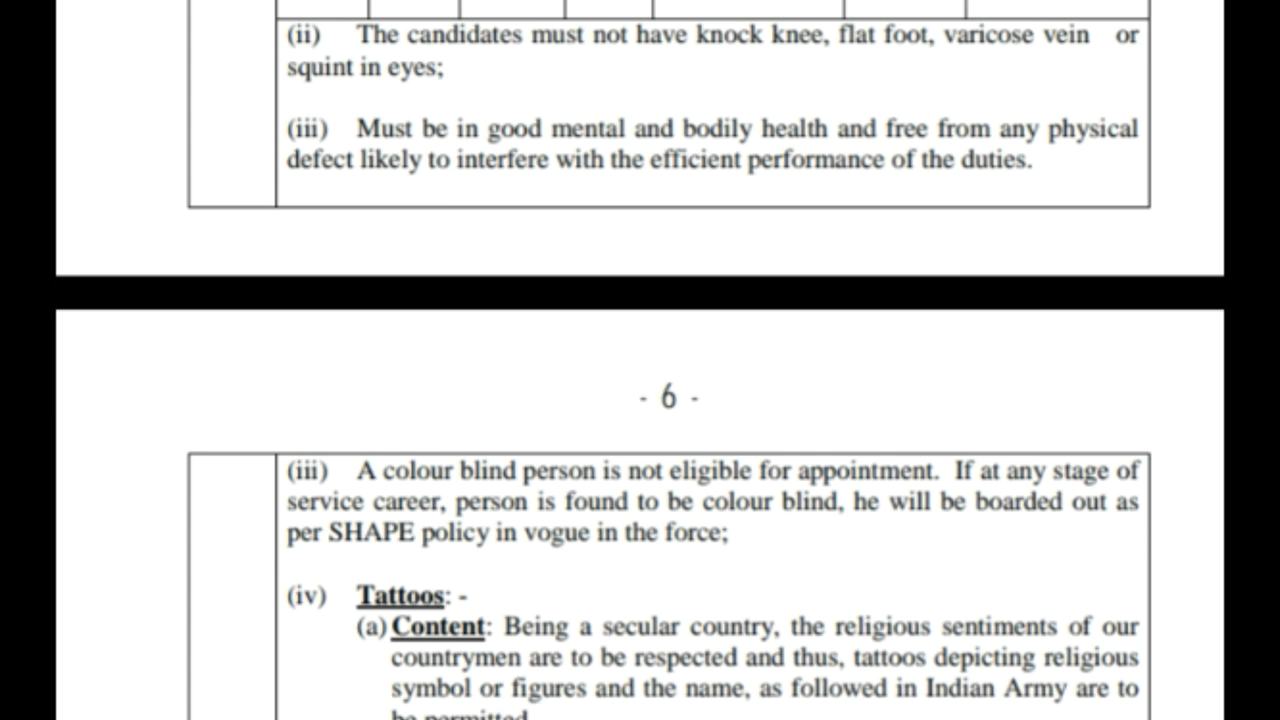 (ii) The candidates must not have knock knee, flat foot, varicose vein or
squint in eyes;
(iii) Must be in good mental and bodily health and free from any physical
defect likely to interfere with the efficient performance of the duties.
- 6 -
(iii) A colour blind person is not eligible for appointment. If at any stage of
service career, person is found to be colour blind, he will be boarded out as
per SHAPE policy in vogue in the force;
(iv) Tattoos: -
(a) Content: Being a secular country, the religious sentiments of our
countrymen are to be respected and thus, tattoos depicting religious
symbol or figures and the name, as followed in Indian Army are to
be permitted